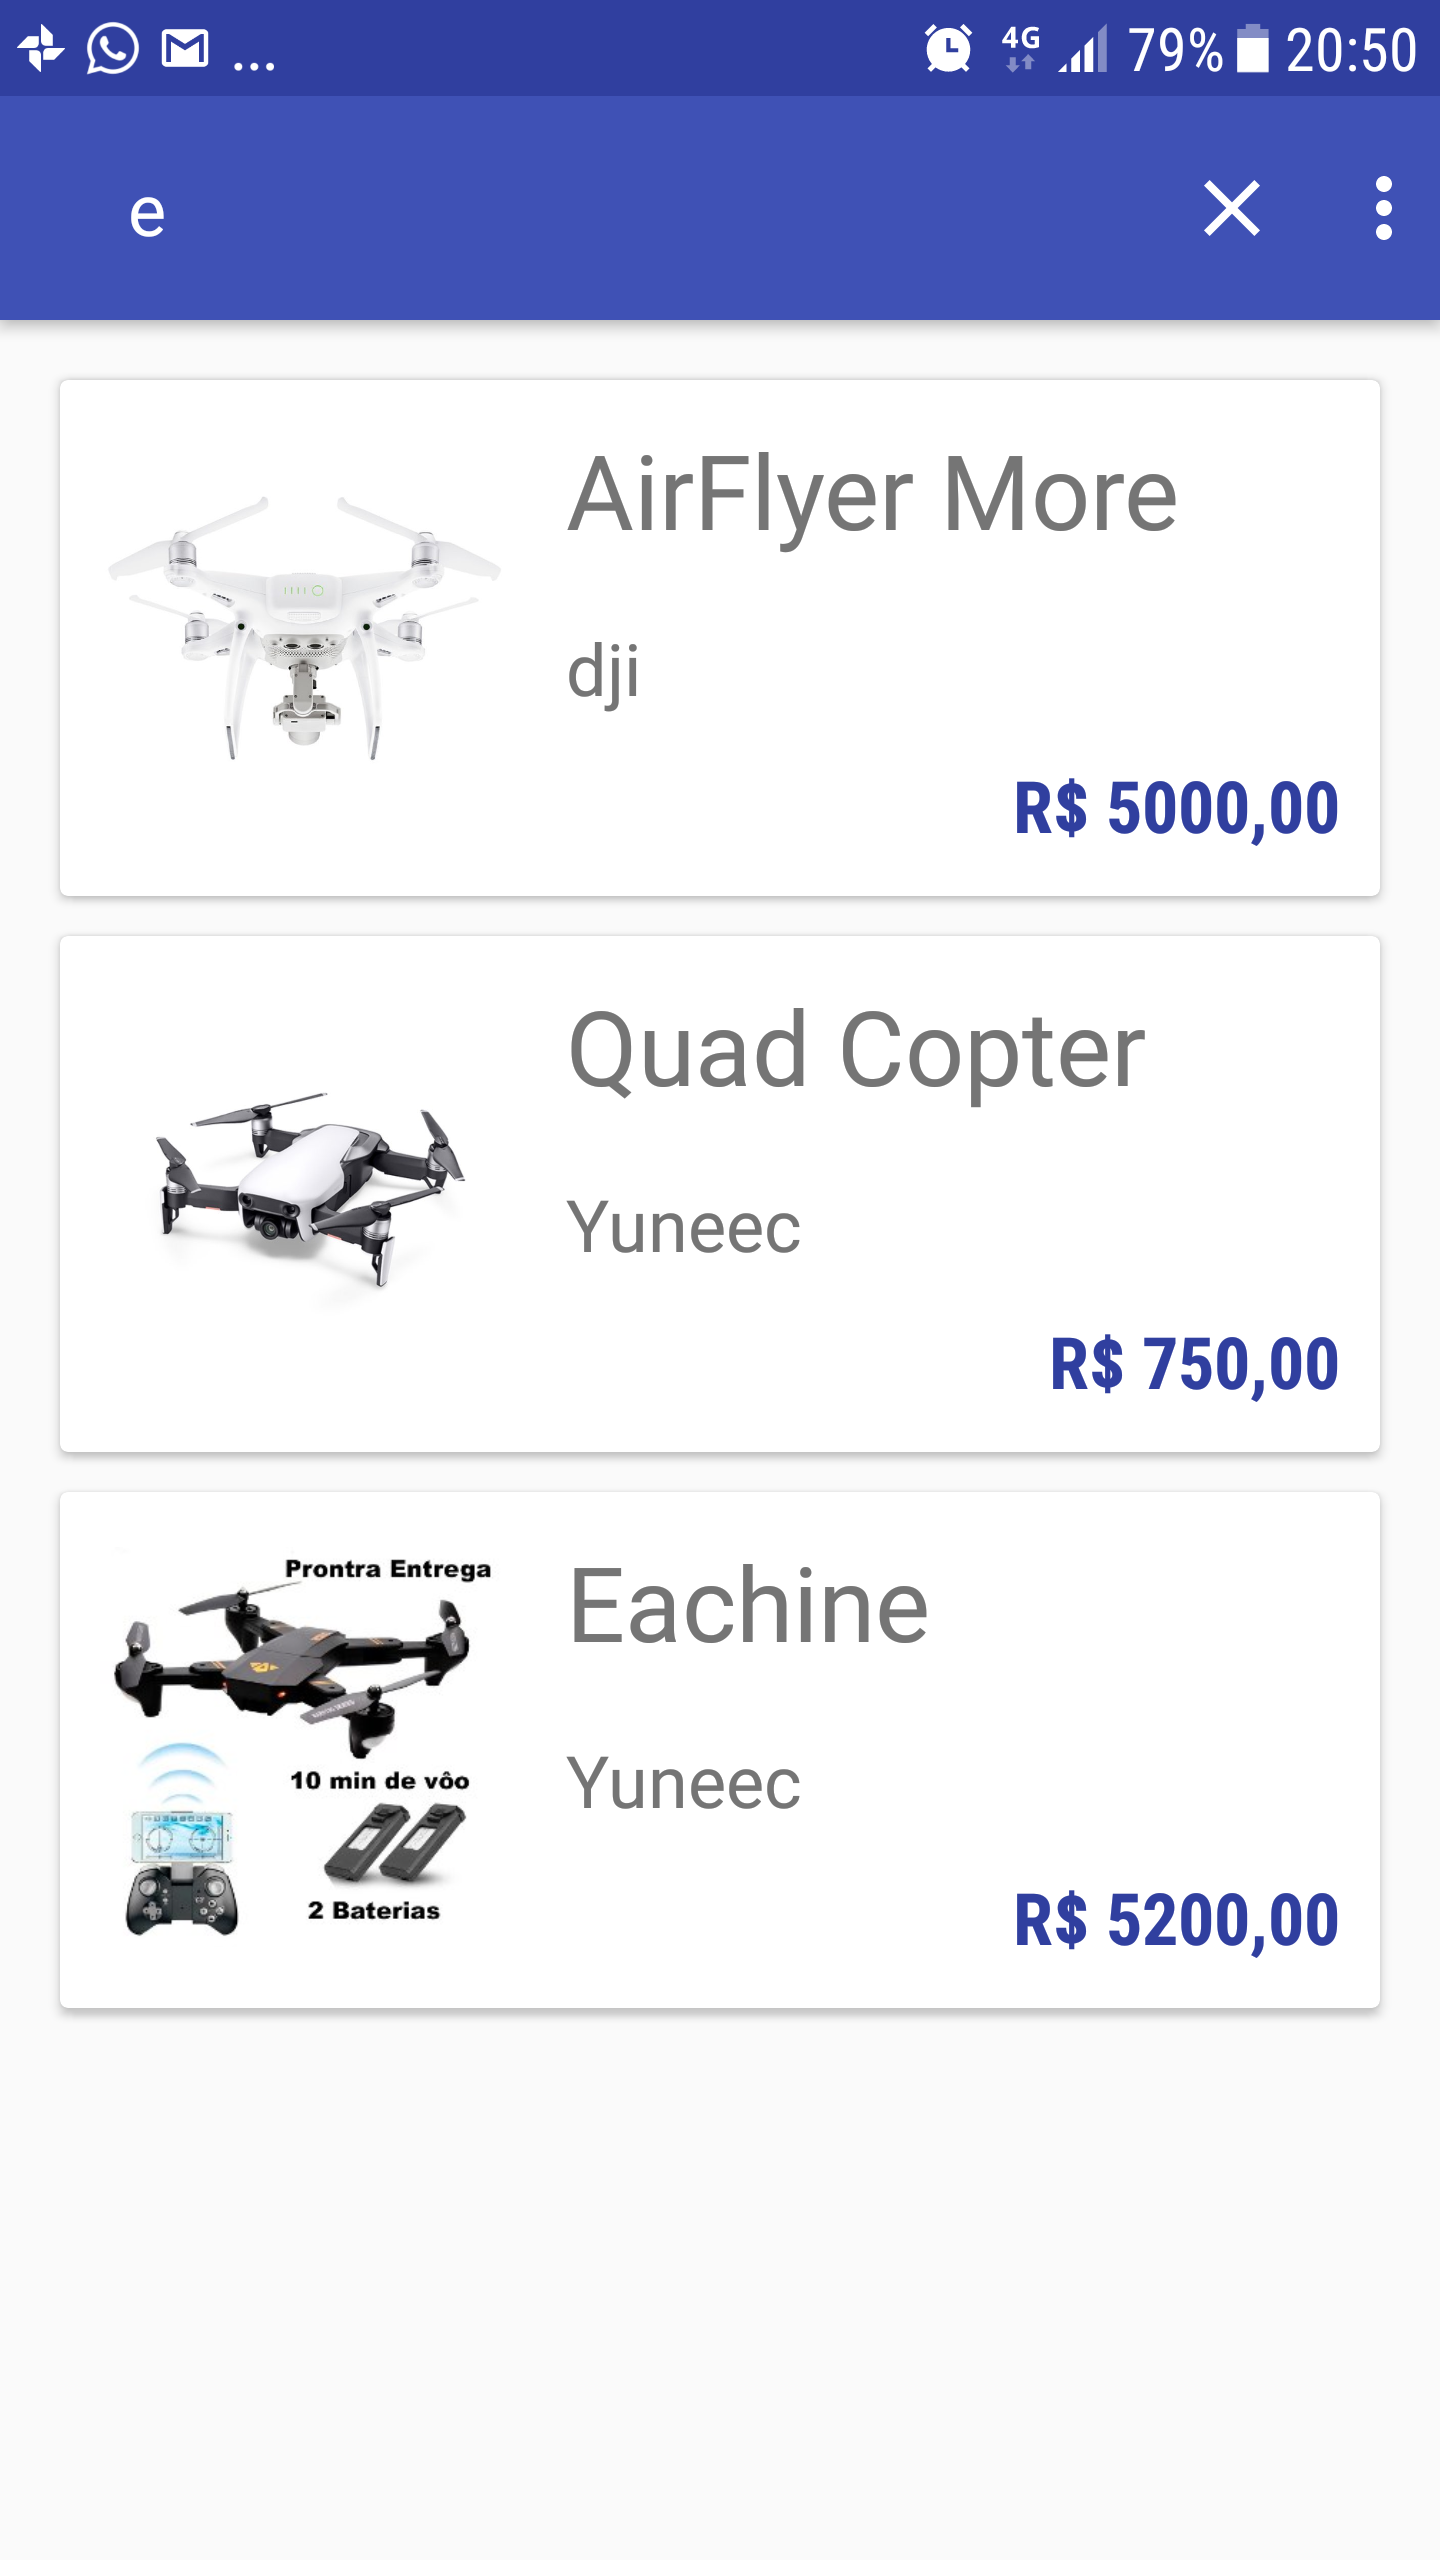 ... 4G 79% 20:50
e
AirFlyer More
dji
R$ 5000,00
Quad Copter
Yuneec
R$ 750,00
Prontra Entrega
10 min de vôo
2 Baterias
Eachine
Yuneec
R$ 5200,00